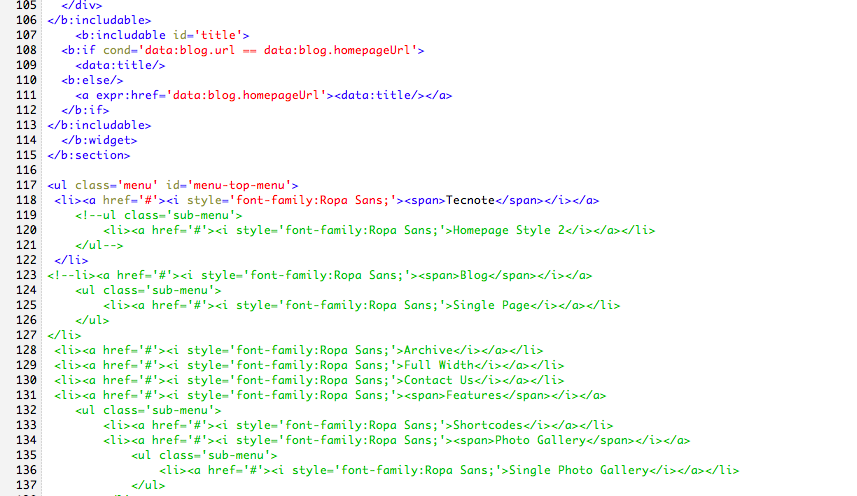 105   </div>
106 </b:includable>
107     <b:includable id='title'>
108   <b:if cond='data:blog.url == data:blog.homepageUrl'>
109     <data:title/>
110   <b:else/>
111     <a expr:href='data:blog.homepageUrl'><data:title/></a>
112   </b:if>
113 </b:includable>
114   </b:widget>
115 </b:section>
116
117 <ul class='menu' id='menu-top-menu'>
118  <li><a href='#'><i style='font-family:Ropa Sans;'><span>Tecnote</span></i></a>
119     <!--ul class='sub-menu'>
120         <li><a href='#'><i style='font-family:Ropa Sans;'>Homepage Style 2</i></a></li>
121     </ul-->
122  </li>
123 <!--li><a href='#'><i style='font-family:Ropa Sans;'><span>Blog</span></i></a>
124     <ul class='sub-menu'>
125         <li><a href='#'><i style='font-family:Ropa Sans;'>Single Page</i></a></li>
126     </ul>
127 </li>
128  <li><a href='#'><i style='font-family:Ropa Sans;'>Archive</i></a></li>
129  <li><a href='#'><i style='font-family:Ropa Sans;'>Full Width</i></a></li>
130  <li><a href='#'><i style='font-family:Ropa Sans;'>Contact Us</i></a></li>
131  <li><a href='#'><i style='font-family:Ropa Sans;'><span>Features</span></i></a>
132     <ul class='sub-menu'>
133         <li><a href='#'><i style='font-family:Ropa Sans;'>Shortcodes</i></a></li>
134         <li><a href='#'><i style='font-family:Ropa Sans;'><span>Photo Gallery</span></i></a>
135             <ul class='sub-menu'>
136                 <li><a href='#'><i style='font-family:Ropa Sans;'>Single Photo Gallery</i></a></li>
137             </ul>